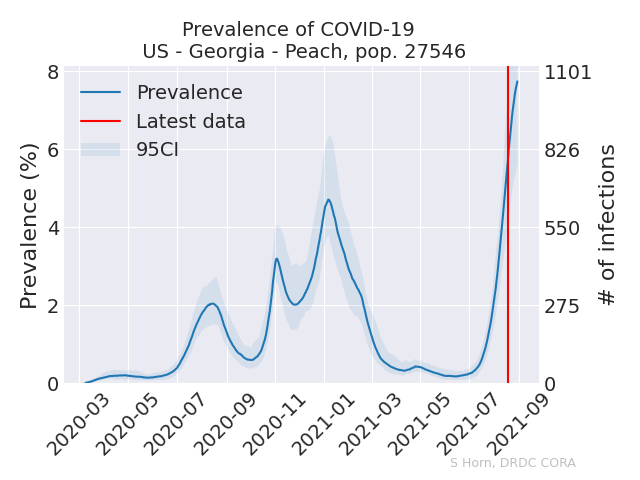 Prevalence of COVID-19
US - Georgia - Peach, pop. 27546
Prevalence (%)
8
6
4
2
0
Prevalence
Latest data
95CI
1101
826
550
275
0
# of infections
2020-03
2020-05
2020-07
2020-09
2020-11
2021-01
2021-03
2021-05
2021-07
2021-09
S Horn, DRDC CORA